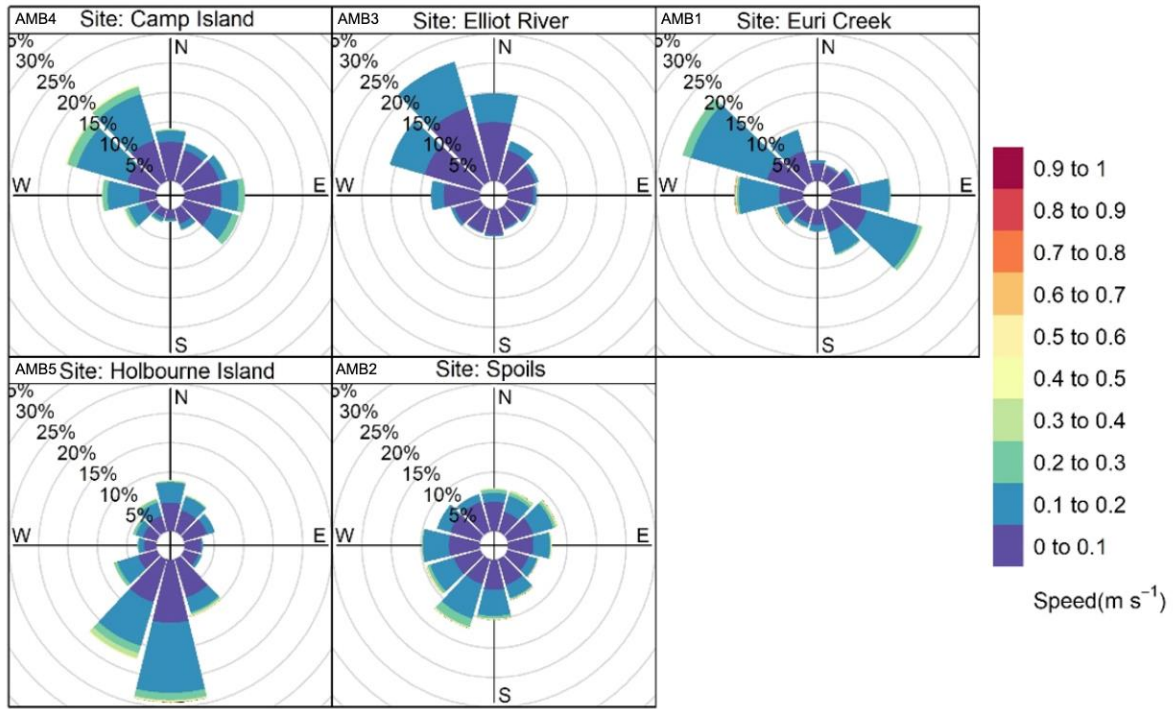 AMB4 Site: Camp Island
AMB3 Site: Elliot River
AMB1 Site: Euri Creek
N
30%
25%
20%
15%
10%
5%
W
E
S
N
30%
25%
20%
15%
10%
5%
W
E
S
N
30%
25%
20%
15%
10%
5%
W
E
S
AMB5 Site: Holbourne Island
AMB2 Site: Spoils
N
30%
25%
20%
15%
10%
5%
W
E
N
30%
25%
20%
15%
10%
5%
W
E
S
0.9 to 1
0.8 to 0.9
0.7 to 0.8
0.6 to 0.7
0.5 to 0.6
0.4 to 0.5
0.3 to 0.4
0.2 to 0.3
0.1 to 0.2
0 to 0.1
Speed(m s⁻¹)